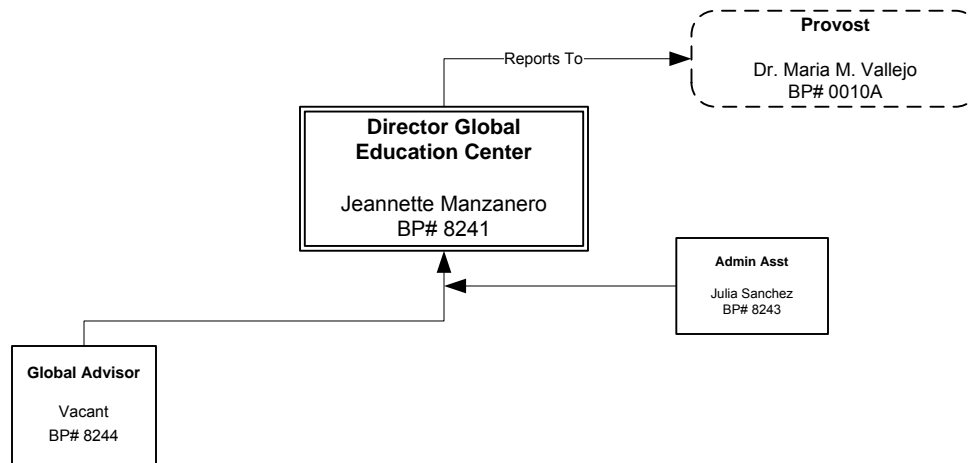 Provost
Dr. Maria M. Vallejo
BP# 0010A
Reports To
Director Global
Education Center
Jeannette Manzanero
BP# 8241
Admin Asst
Julia Sanchez
BP# 8243
Global Advisor
Vacant
BP# 8244